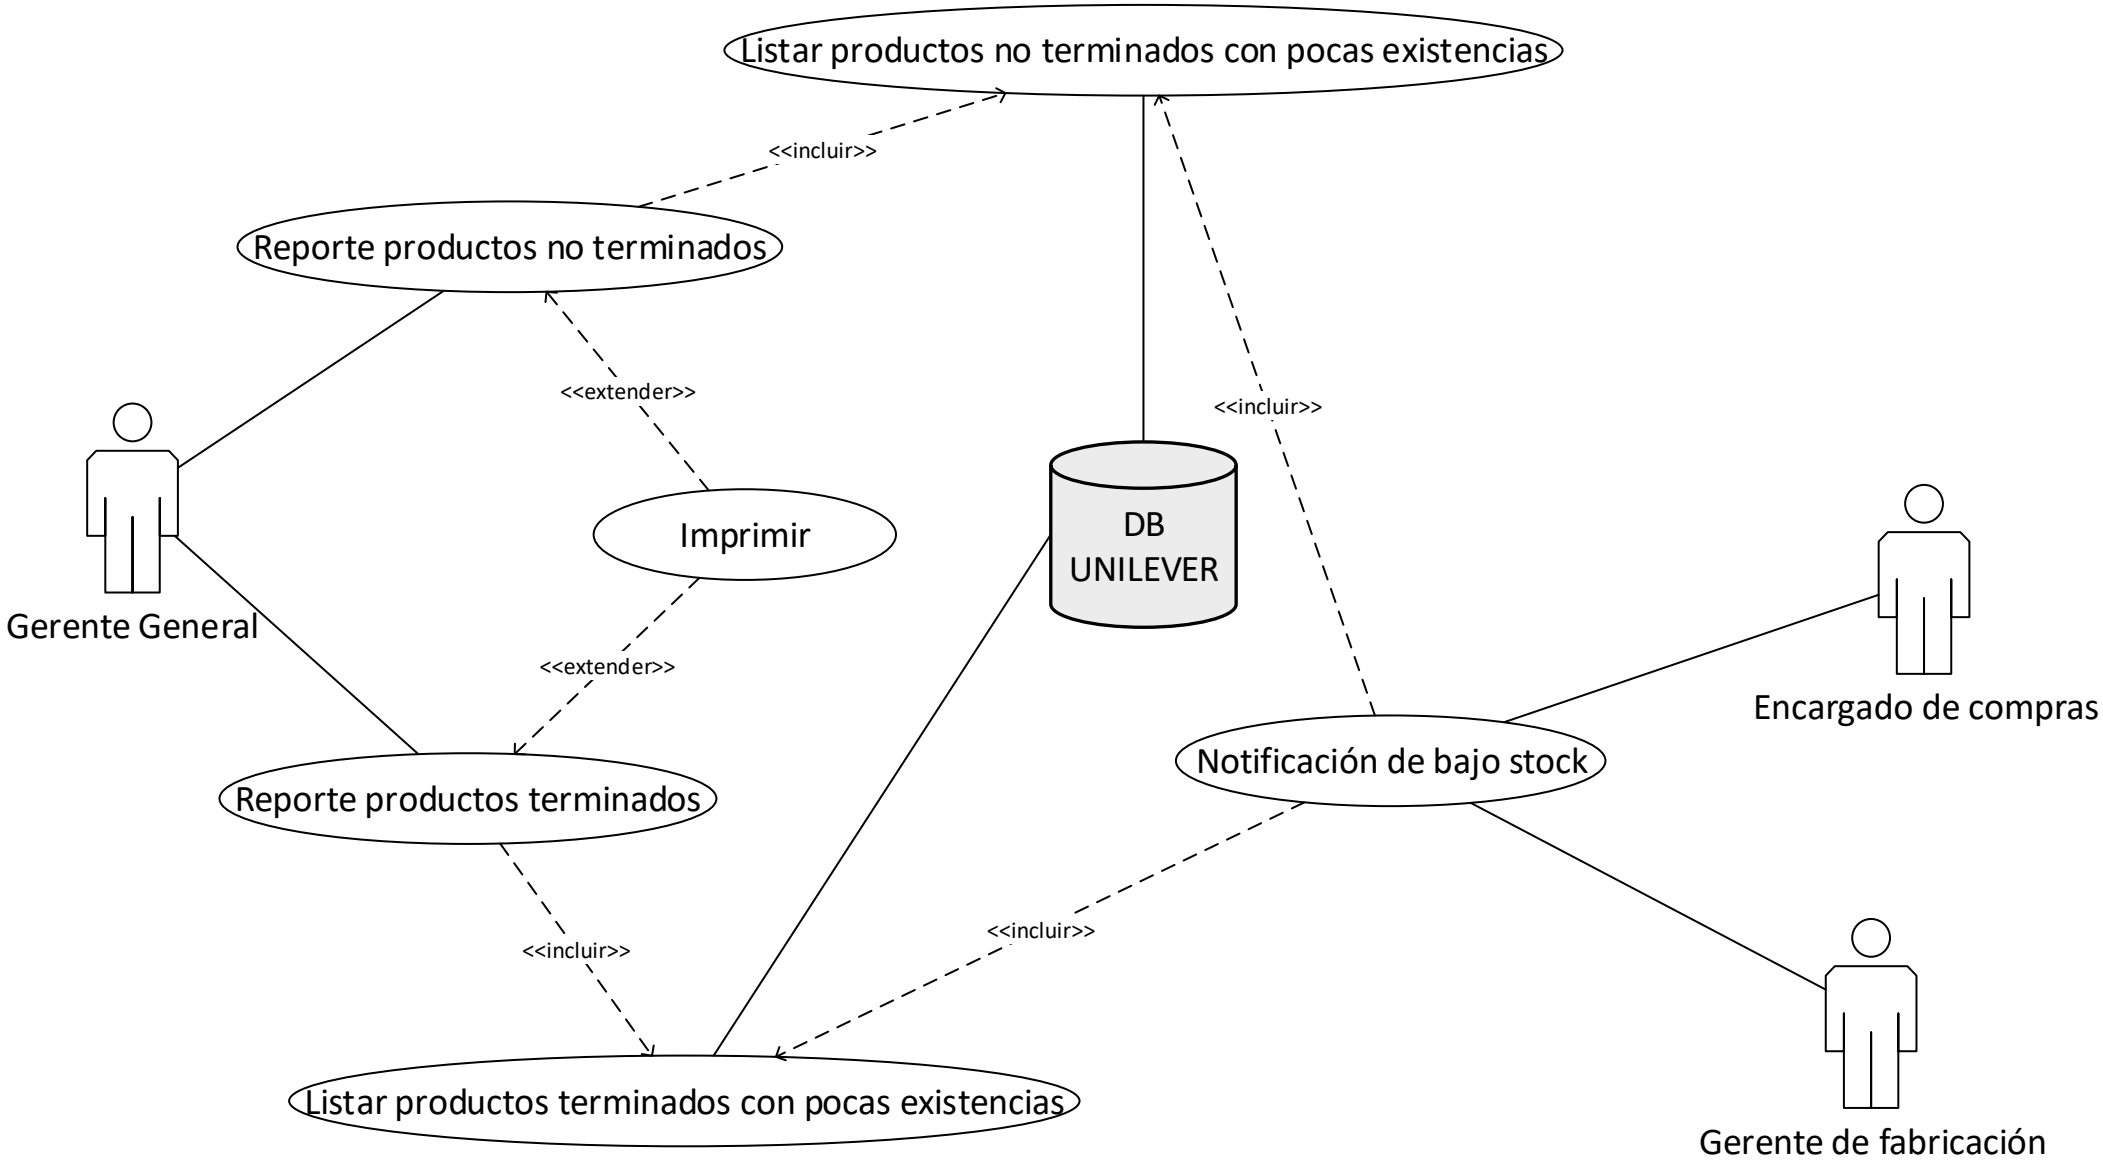 Listar productos no terminados con pocas existencias
<<incluir>>
Reporte productos no terminados
<<extender>>
<<incluir>>
Imprimir
DB
UNILEVER
Gerente General
<<extender>>
Encargado de compras
Notificación de bajo stock
Reporte productos terminados
<<incluir>>
<<incluir>>
Listar productos terminados con pocas existencias
Gerente de fabricación